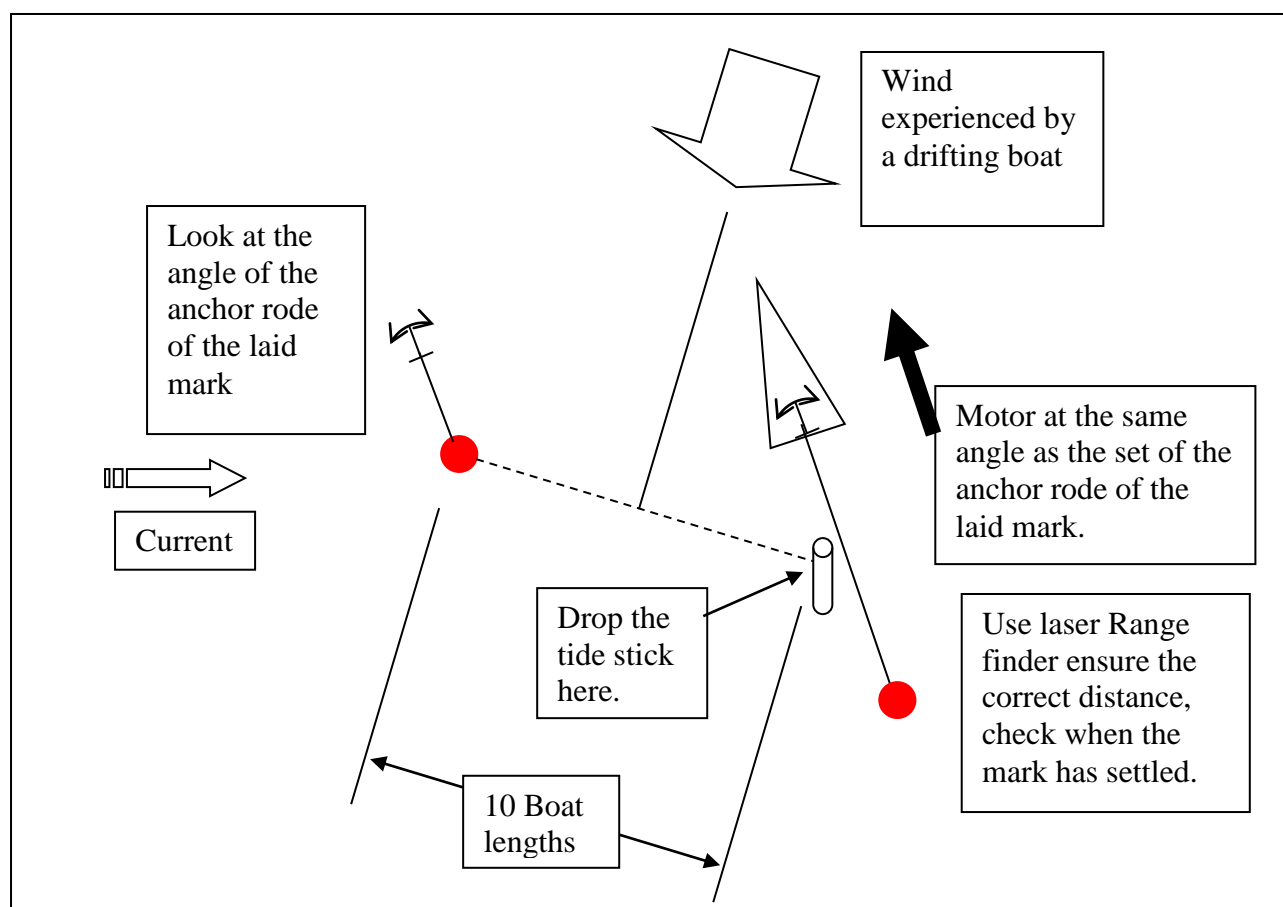 Wind
experienced by
a drifting boat
Look at the
angle of the
anchor rode
of the laid
mark
Current
Motor at the same
angle as the set of the
anchor rode of the
laid mark.
Drop the
tide stick
here.
Use laser Range
finder ensure the
correct distance,
check when the
mark has settled.
10 Boat
lengths